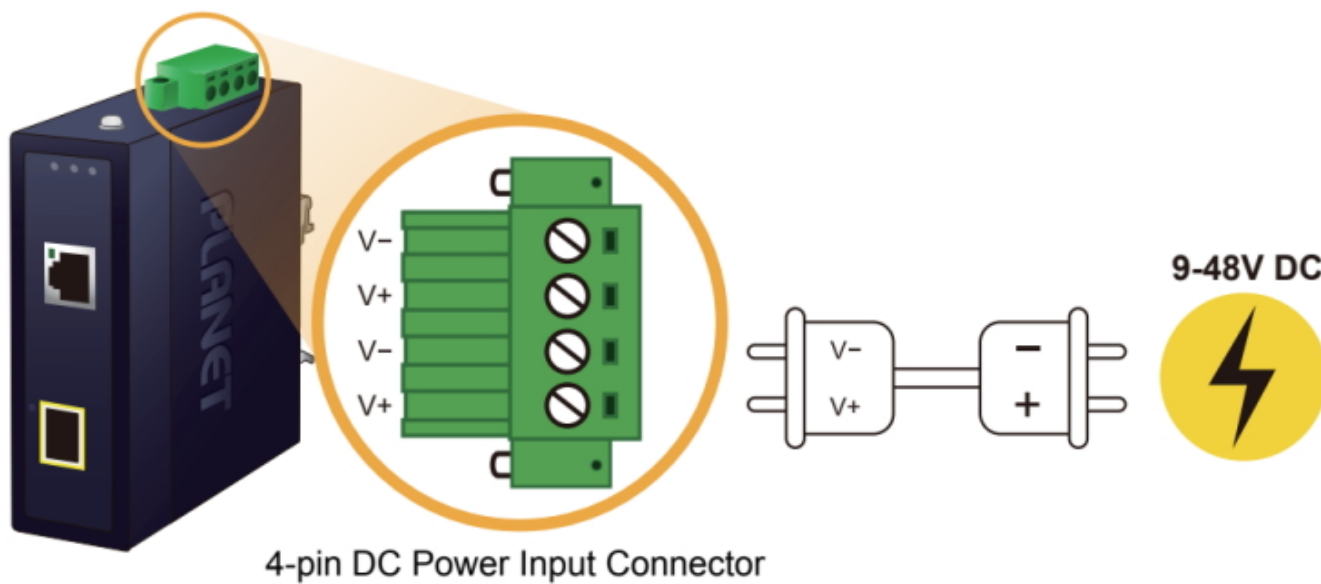 PLANET
V−
V+
V−
V+
V−
V+
−
+
9-48V DC
4-pin DC Power Input Connector